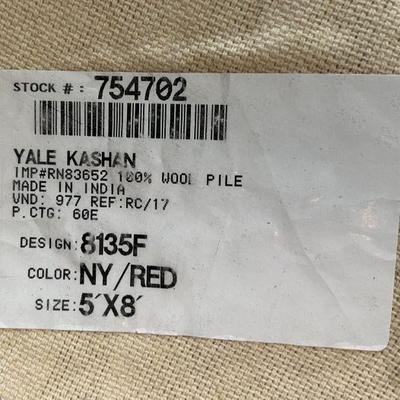 STOCK #: 754702
YALE KASHAN
IMP#RN83652 100% WOOL PILE
MADE IN INDIA
VND: 977 REF:RC/17
P.CTG: 60E
DESIGN: 8135F
COLOR: NY/RED
SIZE: 5'X8'